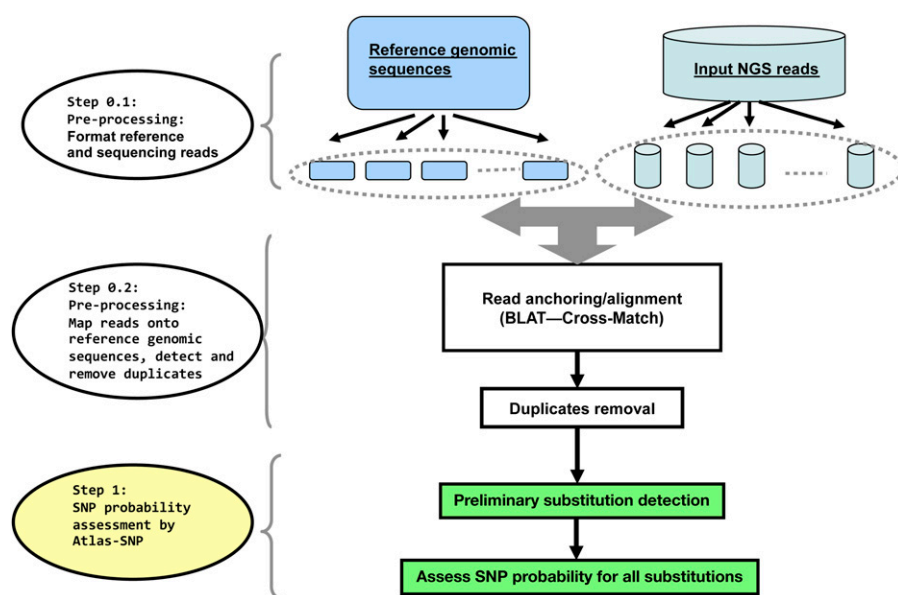 Reference genomic
sequences
Input NGS reads
Step 0.1:
Pre-processing:
Format reference
and sequencing reads
Step 0.2:
Pre-processing:
Map reads onto
reference genomic
sequences, detect and
remove duplicates
Read anchoring/alignment
(BLAT—Cross-Match)
Duplicates removal
Step 1:
SNP probability
assessment by
Atlas-SNP
Preliminary substitution detection
Assess SNP probability for all substitutions